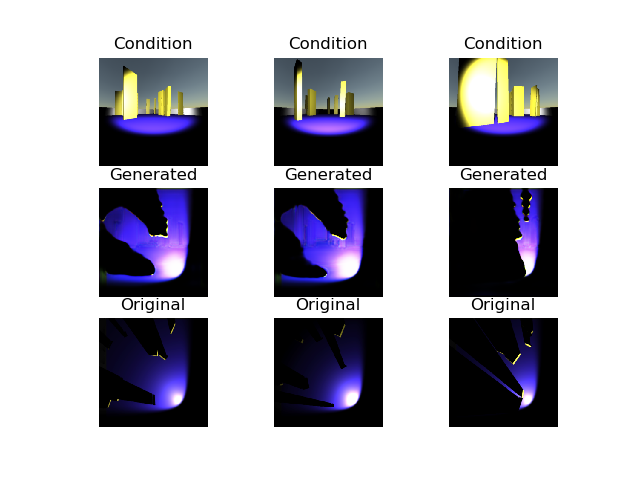 Condition Condition Condition
Generated Generated Generated
Original Original Original